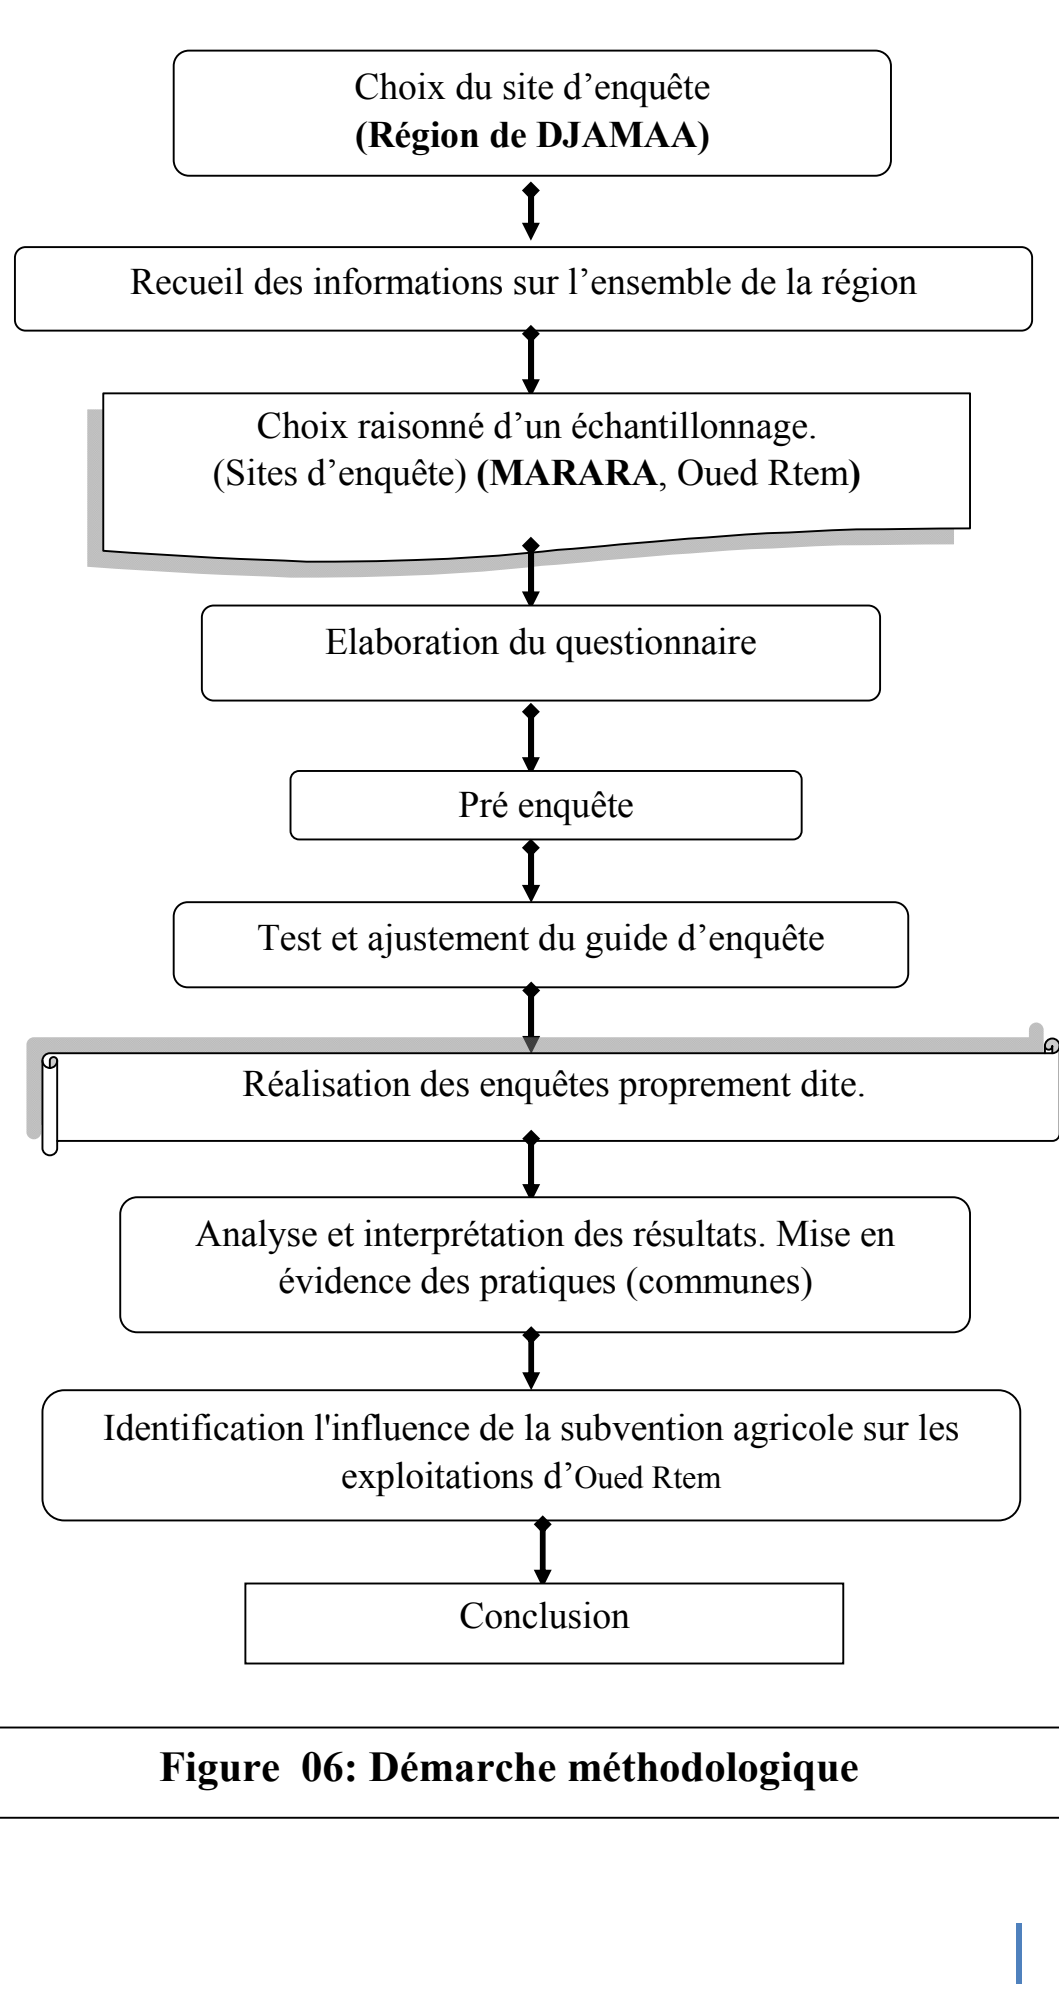 Choix du site d’enquête
(Région de DJAMAA)
Recueil des informations sur l’ensemble de la région
Choix raisonné d’un échantillonnage.
(Sites d’enquête) (MARARA, Oued Rtem)
Elaboration du questionnaire
Pré enquête
Test et ajustement du guide d’enquête
Réalisation des enquêtes proprement dite.
Analyse et interprétation des résultats. Mise en
évidence des pratiques (communes)
Identification l'influence de la subvention agricole sur les
exploitations d’Oued Rtem
Conclusion
Figure  06: Démarche méthodologique